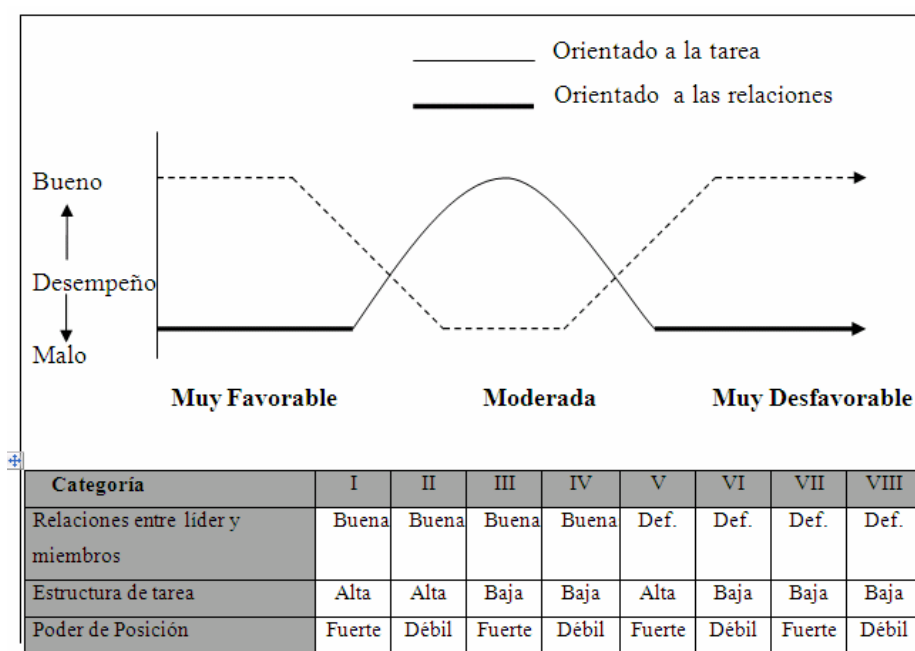 Orientado a la tarea
Orientado a las relaciones
Bueno
Desempeño
Malo
Muy Favorable Moderada Muy Desfavorable
Categoría I II III IV V VI VII VIII
Relaciones entre líder y Buena Buena Buena Buena Def. Def. Def. Def.
miembros
Estructura de tarea Alta Alta Baja Baja Alta Baja Baja Baja
Poder de Posición Fuerte Débil Fuerte Débil Fuerte Débil Fuerte Débil